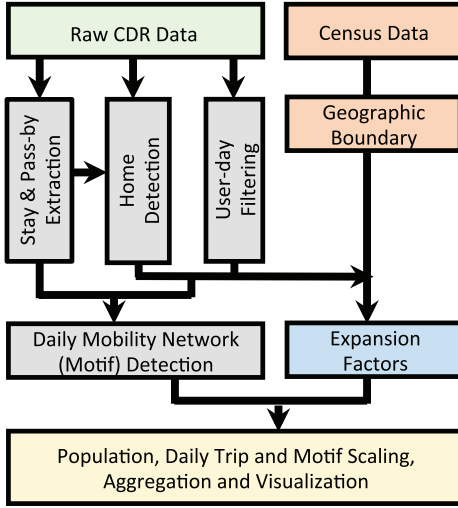 Raw CDR Data
Census Data
Geographic
Boundary
Stay & Pass-by
Extraction
Home
Detection
User-day
Filtering
Daily Mobility Network
(Motif) Detection
Expansion
Factors
Population, Daily Trip and Motif Scaling,
Aggregation and Visualization